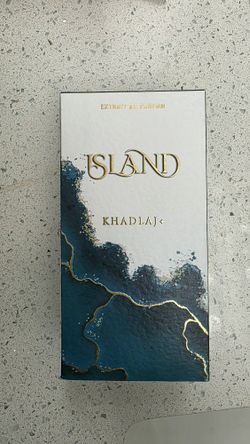 EXTRAIT DE PARFUM
ISLAND
KHADLAJ